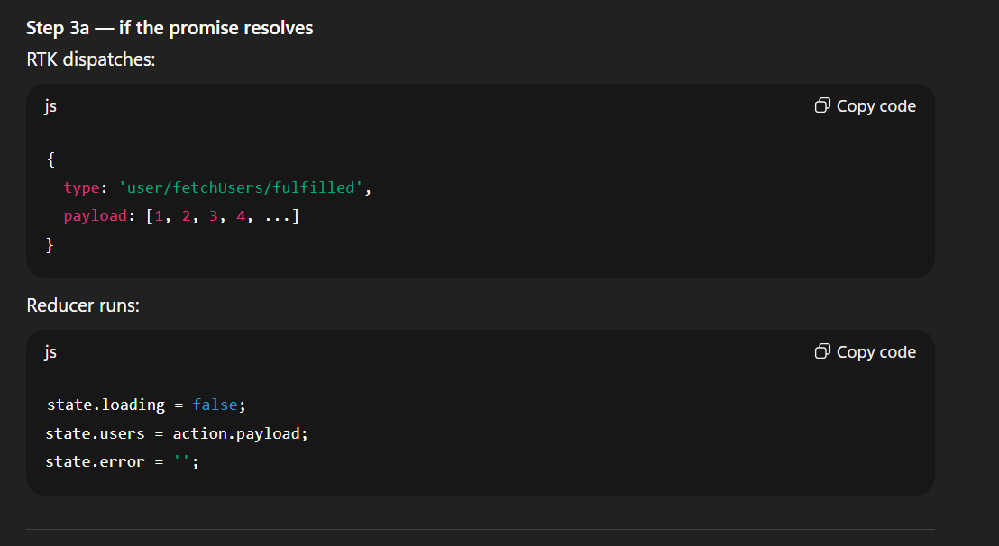 Step 3a — if the promise resolves
RTK dispatches:
js
Copy code
{
  type: 'user/fetchUsers/fulfilled',
  payload: [1, 2, 3, 4, ...]
}
Reducer runs:
js
Copy code
state.loading = false;
state.users = action.payload;
state.error = '';